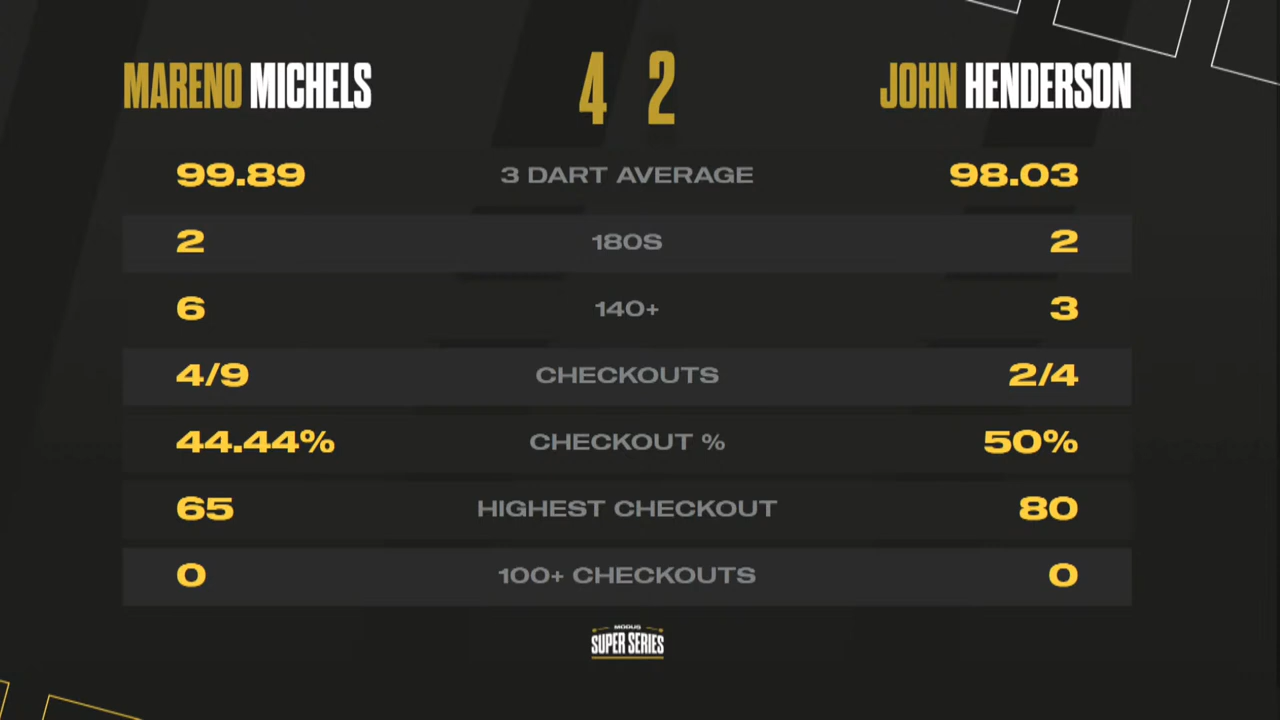 MARENO MICHELS 4 2 JOHN HENDERSON
99.89 3 DART AVERAGE 98.03
2 180S 2
6 140+ 3
4/9 CHECKOUTS 2/4
44.44% CHECKOUT % 50%
65 HIGHEST CHECKOUT 80
0 100+ CHECKOUTS 0
MODUS
SUPER SERIES